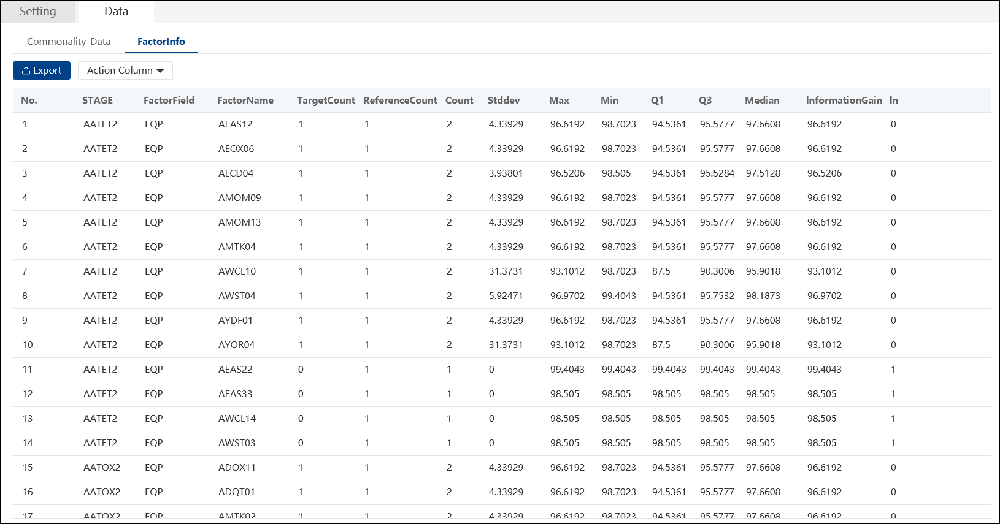 Setting Data
Commonality_Data FactorInfo
Export Action Column
No. STAGE FactorField FactorName TargetCount ReferenceCount Count Stddev Max Min Q1 Q3 Median InformationGain In
1 AATET2 EQP AEAS12 1 1 2 4.33929 96.6192 98.7023 94.5361 95.5777 97.6608 96.6192 0
2 AATET2 EQP AEOX06 1 1 2 4.33929 96.6192 98.7023 94.5361 95.5777 97.6608 96.6192 0
3 AATET2 EQP ALCD04 1 1 2 3.93801 96.5206 98.505 94.5361 95.5284 97.5128 96.5206 0
4 AATET2 EQP AMOM09 1 1 2 4.33929 96.6192 98.7023 94.5361 95.5777 97.6608 96.6192 0
5 AATET2 EQP AMOM13 1 1 2 4.33929 96.6192 98.7023 94.5361 95.5777 97.6608 96.6192 0
6 AATET2 EQP AMTK04 1 1 2 4.33929 96.6192 98.7023 94.5361 95.5777 97.6608 96.6192 0
7 AATET2 EQP AWCL10 1 1 2 31.3731 93.1012 98.7023 87.5 90.3006 95.9018 93.1012 0
8 AATET2 EQP AWST04 1 1 2 5.92471 96.9702 99.4043 94.5361 95.7532 98.1873 96.9702 0
9 AATET2 EQP AYDF01 1 1 2 4.33929 96.6192 98.7023 94.5361 95.5777 97.6608 96.6192 0
10 AATET2 EQP AYOR04 1 1 2 31.3731 93.1012 98.7023 87.5 90.3006 95.9018 93.1012 0
11 AATET2 EQP AEAS22 0 1 1 0 99.4043 99.4043 99.4043 99.4043 99.4043 99.4043 1
12 AATET2 EQP AEAS33 0 1 1 0 98.505 98.505 98.505 98.505 98.505 98.505 1
13 AATET2 EQP AWCL14 0 1 1 0 98.505 98.505 98.505 98.505 98.505 98.505 1
14 AATET2 EQP AWST03 0 1 1 0 98.505 98.505 98.505 98.505 98.505 98.505 1
15 AATOX2 EQP ADOX11 1 1 2 4.33929 96.6192 98.7023 94.5361 95.5777 97.6608 96.6192 0
16 AATOX2 EQP ADQT01 1 1 2 4.33929 96.6192 98.7023 94.5361 95.5777 97.6608 96.6192 0
17 AATOX2 EQP AMTK02 1 1 2 4.33929 96.6192 98.7023 94.5361 95.5777 97.6608 96.6192 0